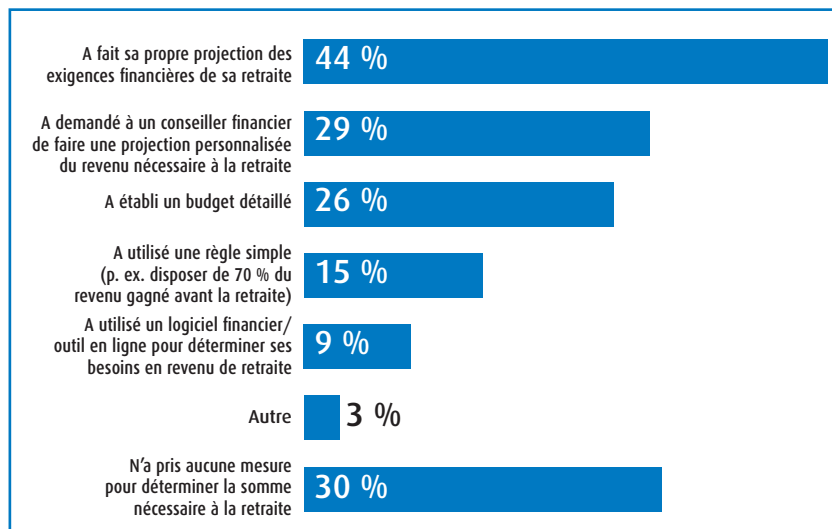 A fait sa propre projection des
exigences financières de sa retraite
44 %
A demandé à un conseiller financier
de faire une projection personnalisée
du revenu nécessaire à la retraite
29 %
A établi un budget détaillé
26 %
A utilisé une règle simple
(p. ex. disposer de 70 % du
revenu gagné avant la retraite)
15 %
A utilisé un logiciel financier/
outil en ligne pour déterminer ses
besoins en revenu de retraite
9 %
Autre
3 %
N'a pris aucune mesure
pour déterminer la somme
nécessaire à la retraite
30 %